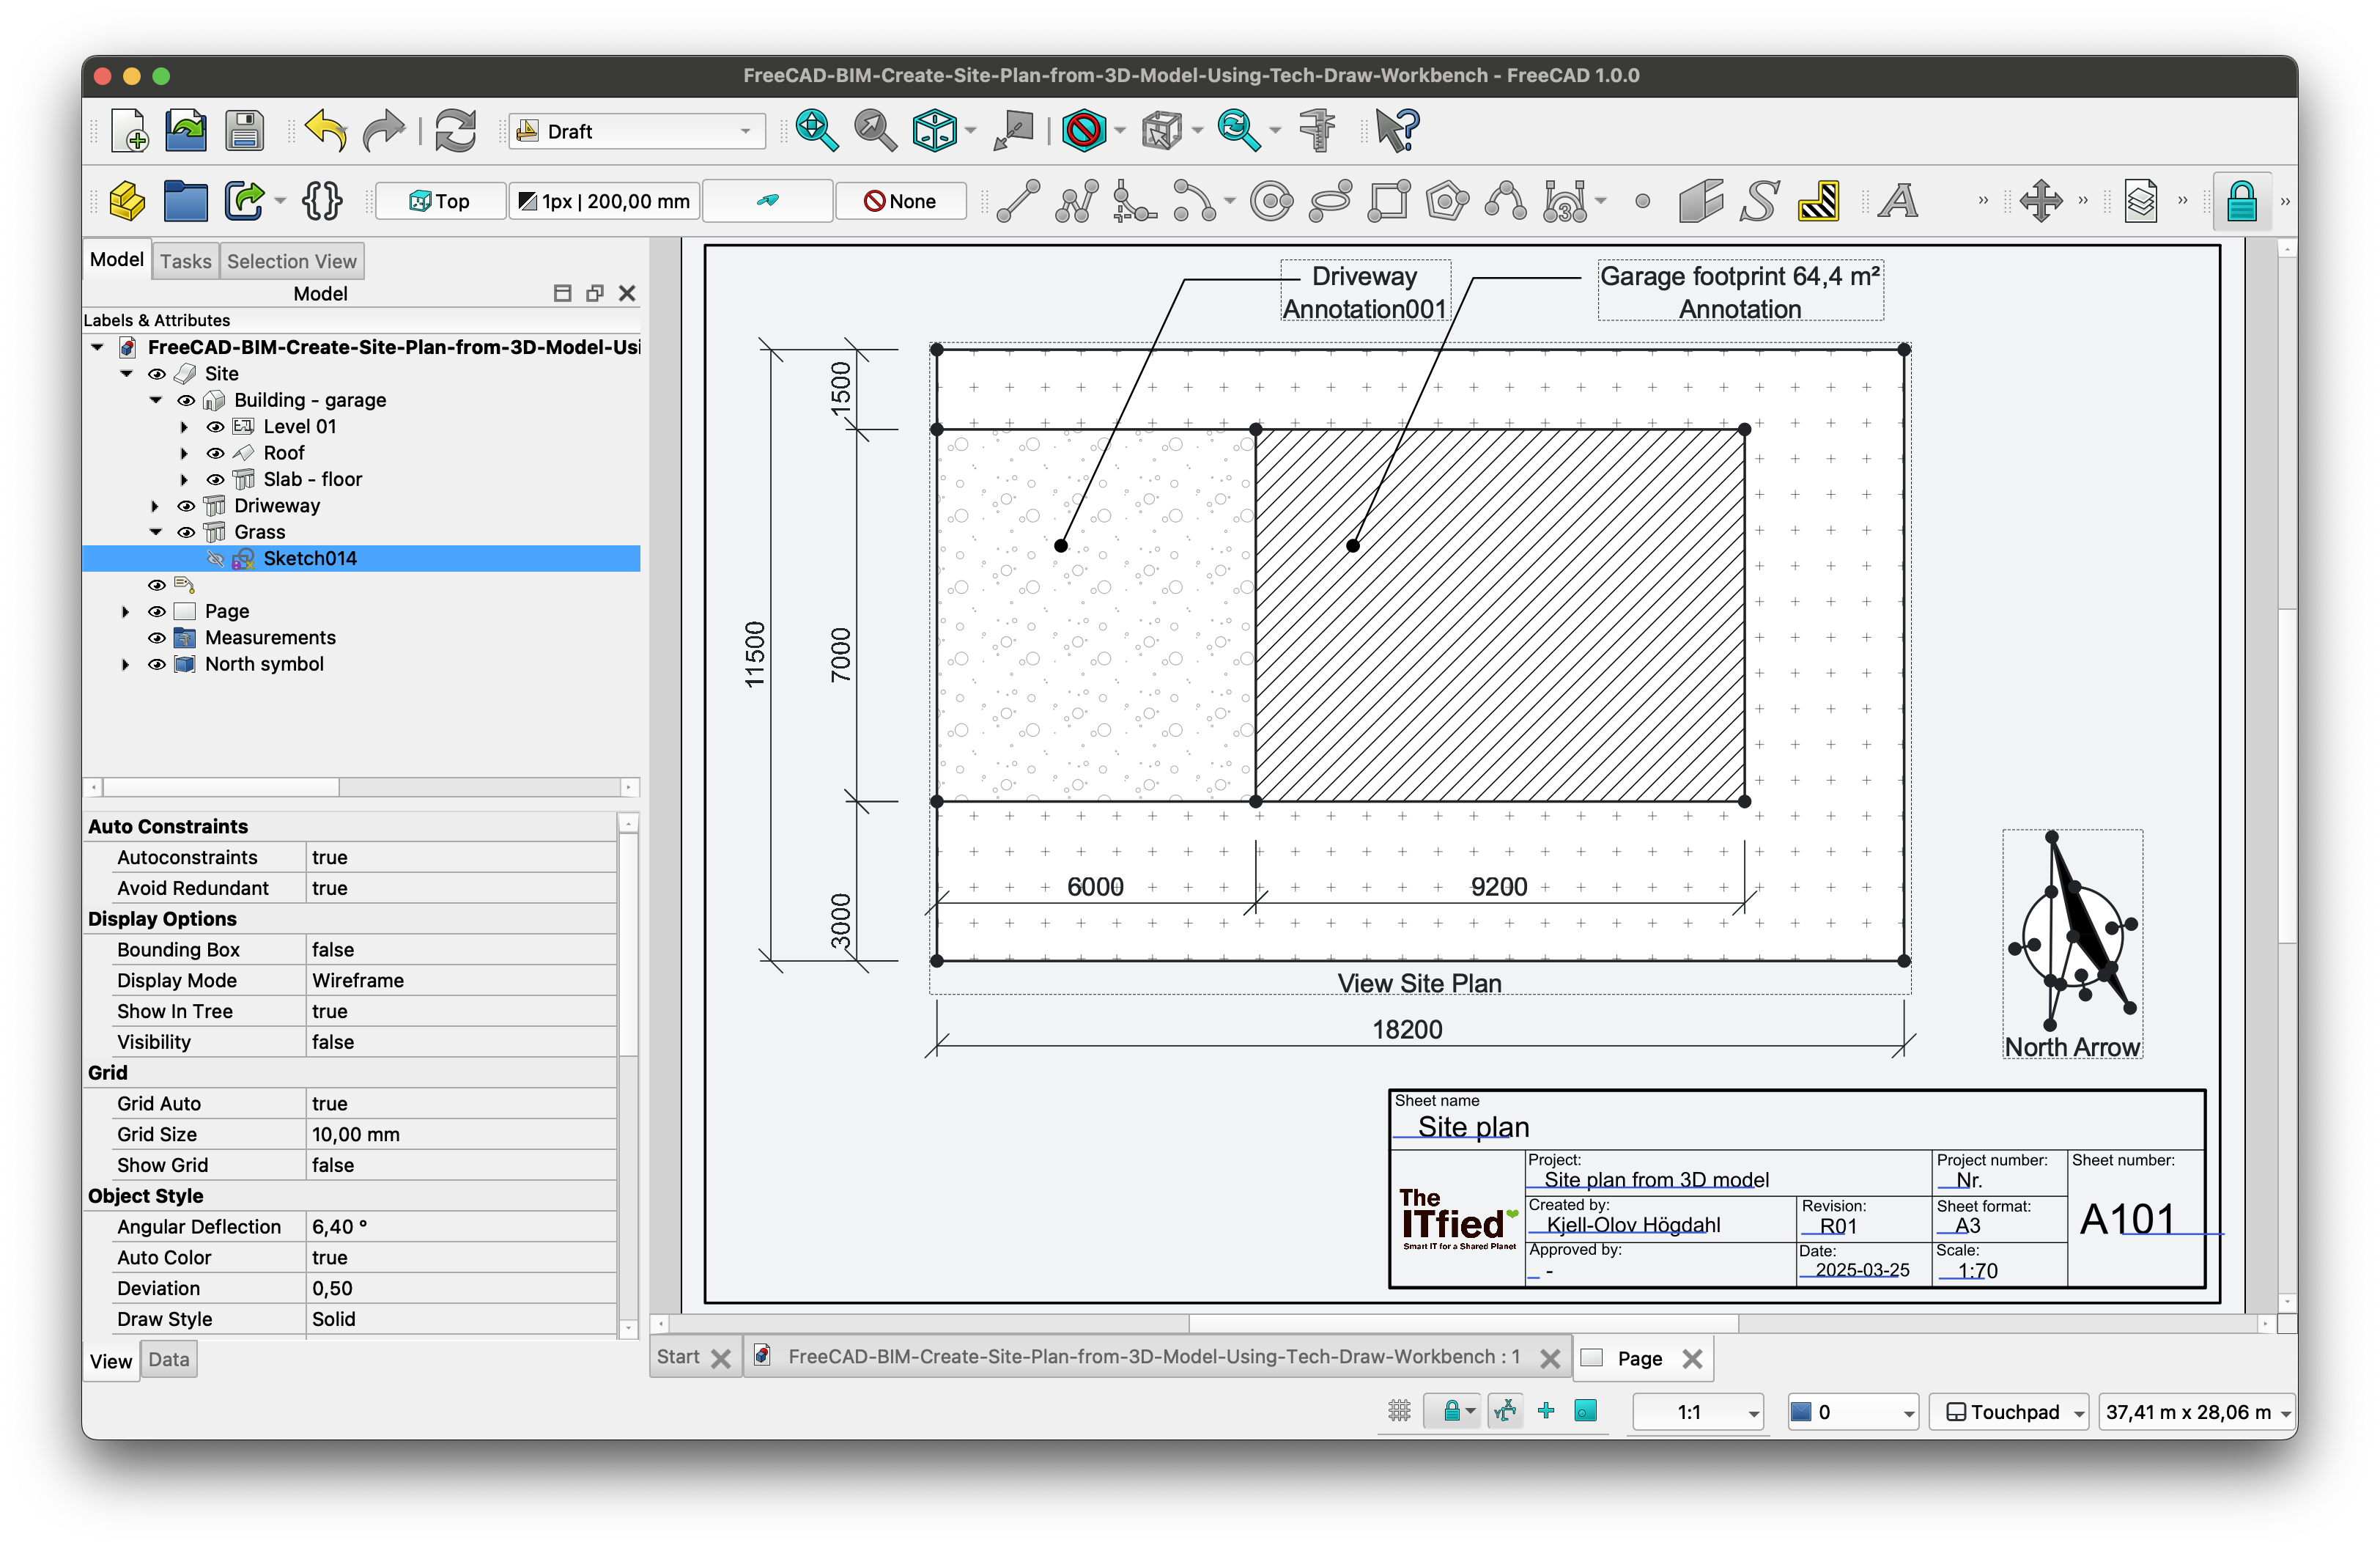 FreeCAD-BIM-Create-Site-Plan-from-3D-Model-Using-Tech-Draw-Workbench - FreeCAD 1.0.0
Draft
Top
1px | 200,00 mm
None
Model
Tasks
Selection View
Model
Labels & Attributes
FreeCAD-BIM-Create-Site-Plan-from-3D-Model-Usi
Site
Building - garage
Level 01
Roof
Slab - floor
Driweway
Grass
Sketch014
Page
Measurements
North symbol
Auto Constraints
Autoconstraints true
Avoid Redundant true
Display Options
Bounding Box false
Display Mode Wireframe
Show In Tree true
Visibility false
Grid
Grid Auto true
Grid Size 10,00 mm
Show Grid false
Object Style
Angular Deflection 6,40 °
Auto Color true
Deviation 0,50
Draw Style Solid
View
Data
Driveway
Annotation001
Garage footprint 64,4 m²
Annotation
1500
11500
7000
3000
6000
9200
View Site Plan
18200
North Arrow
Sheet name
Site plan
The
ITfied
Smart IT for a Shared Planet
Project:
Site plan from 3D model
Created by:
Kjell-Olov Högdahl
Approved by:
-
Revision:
R01
Date:
2025-03-25
Project number:
Nr.
Sheet format:
A3
Scale:
1:70
Sheet number:
A101
Start
FreeCAD-BIM-Create-Site-Plan-from-3D-Model-Using-Tech-Draw-Workbench : 1
Page
1:1
0
Touchpad
37,41 m x 28,06 m